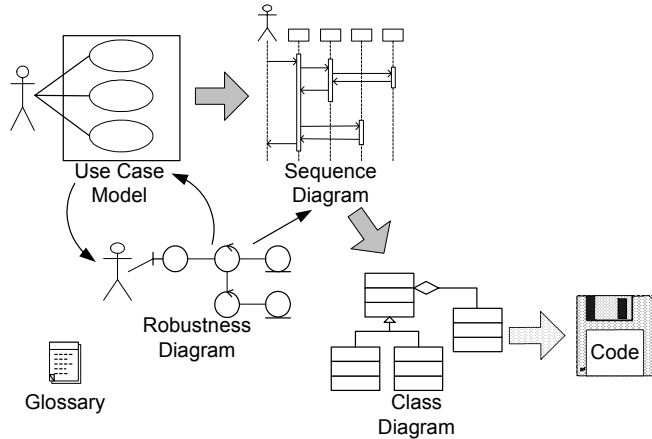 Use Case
Model
Sequence
Diagram
Robustness
Diagram
Glossary
Class
Diagram
Code